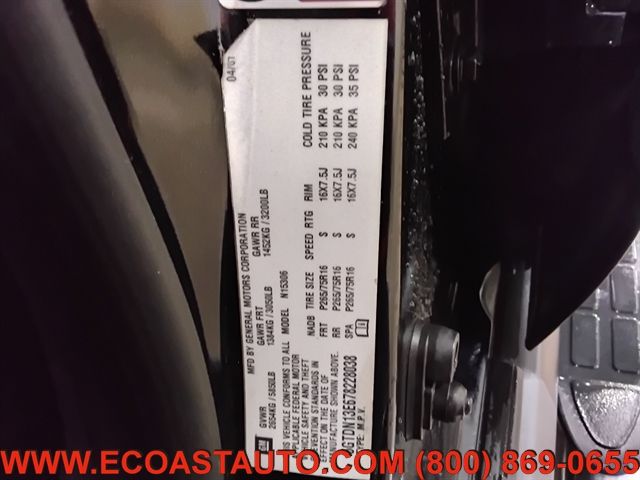 04/07
MFD BY GENERAL MOTORS CORPORATION
GVWR GAWR FRT GAWR RR
2654KG/5850LB 1384KG/3050LB 1452KG/3200LB
VEHICLE CONFORMS TO ALL MODEL N15306
FEDERAL MOTOR
VEHICLE SAFETY AND THEFT
PREVENTION STANDARDS IN
EFFECT ON THE DATE OF
MANUFACTURE SHOWN ABOVE.
GTDN13E678228038
TYPE: M.P.V.
NADB TIRE SIZE SPEED RTG RIM COLD TIRE PRESSURE
FRT P265/75R16 S 16X7.5J 210 KPA 30 PSI
RR P265/75R16 S 16X7.5J 210 KPA 30 PSI
SPA P265/75R16 S 16X7.5J 240 KPA 35 PSI
GM
WWW.ECOASTAUTO.COM (800) 869-0655